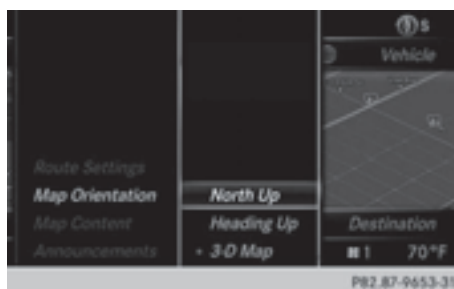 S
Vehicle
Route Settings
Map Orientation
North Up
Map Content
Heading Up
Destination
Announcements
3-D Map
1
70°F
P82.87-9653-31